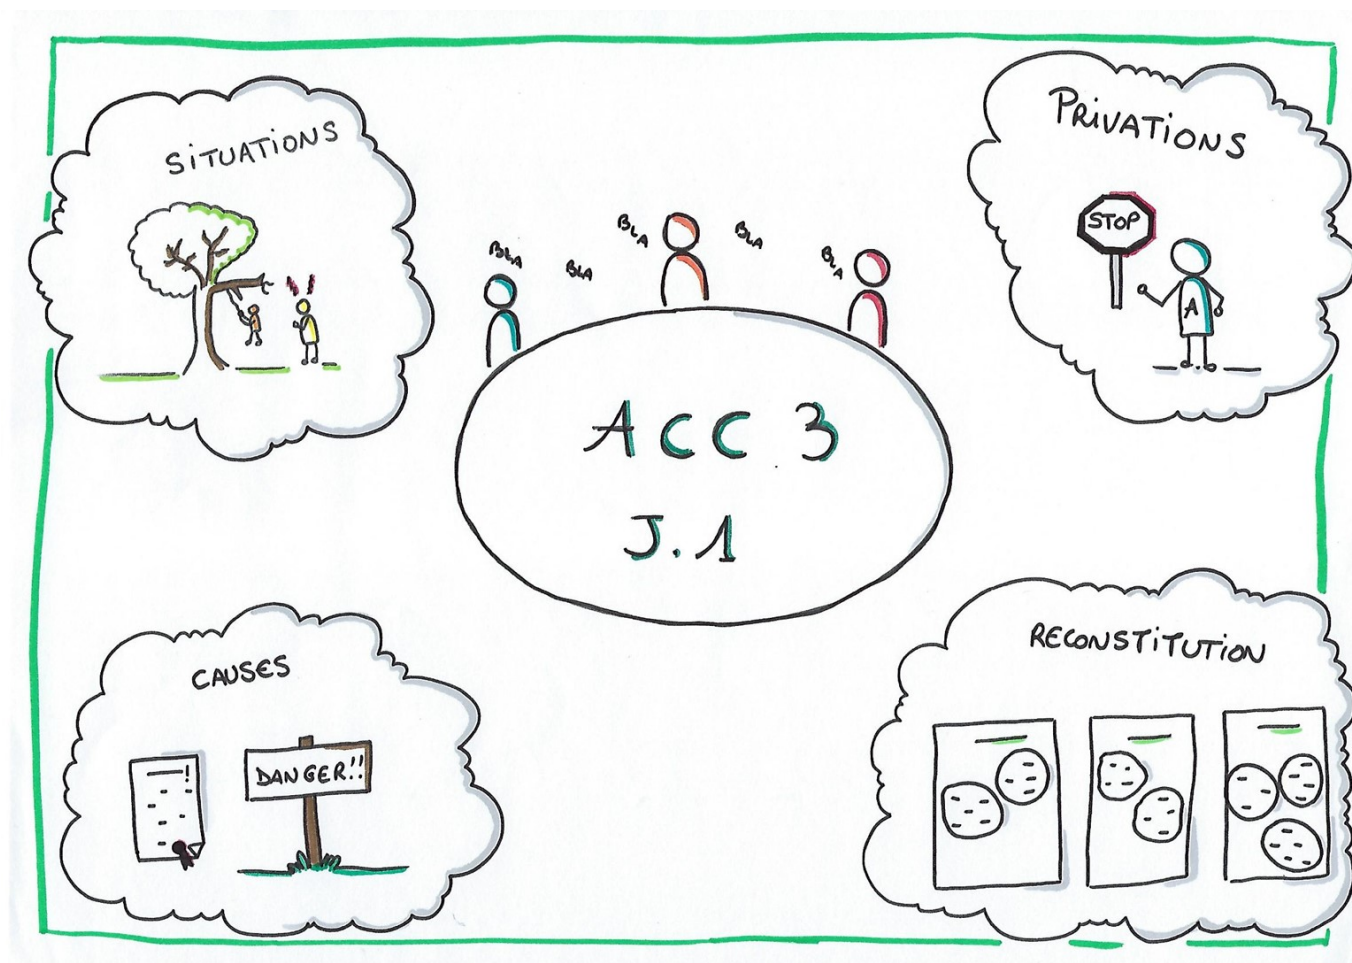 SiTUATiONS
PRiVATiONS
STOP
A
BLA
BLA
BLA
BLA
BLA
ACC 3
J.1
CAUSES
DANGER!!
RECONSTiTUTiON